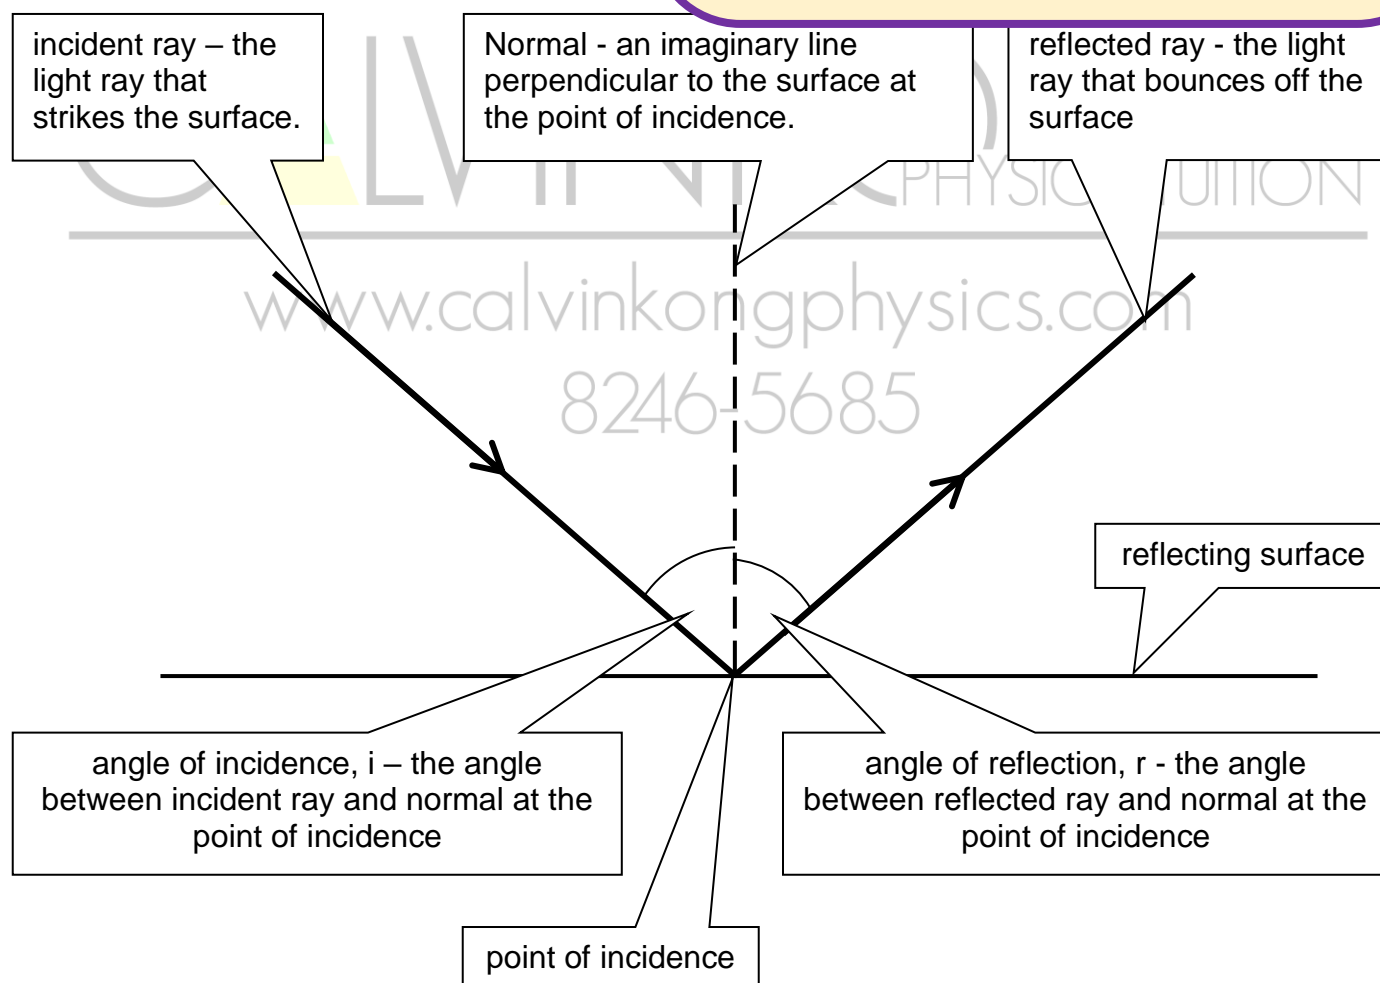 incident ray – the
light ray that
strikes the surface.
Normal - an imaginary line
perpendicular to the surface at
the point of incidence.
reflected ray - the light
ray that bounces off the
surface
PHYSIC UITION
www.calvinkongphysics.com
8246-5685
reflecting surface
angle of incidence, i – the angle
between incident ray and normal at the
point of incidence
angle of reflection, r - the angle
between reflected ray and normal at the
point of incidence
point of incidence